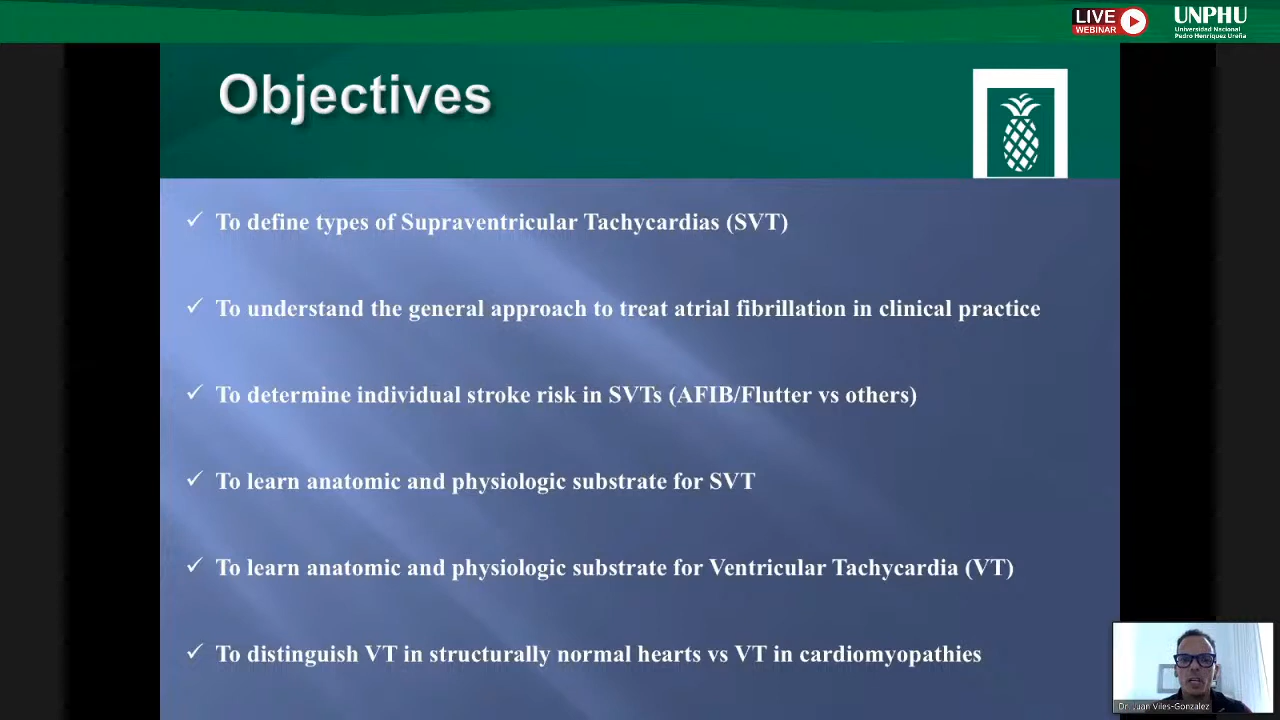 LIVE
WEBINAR
UNPHU
Universidad Nacional
Pedro Henríquez Ureña
Objectives
✓ To define types of Supraventricular Tachycardias (SVT)
✓ To understand the general approach to treat atrial fibrillation in clinical practice
✓ To determine individual stroke risk in SVTs (AFIB/Flutter vs others)
✓ To learn anatomic and physiologic substrate for SVT
✓ To learn anatomic and physiologic substrate for Ventricular Tachycardia (VT)
✓ To distinguish VT in structurally normal hearts vs VT in cardiomyopathies
Dr. Juan Viles-Gonzalez